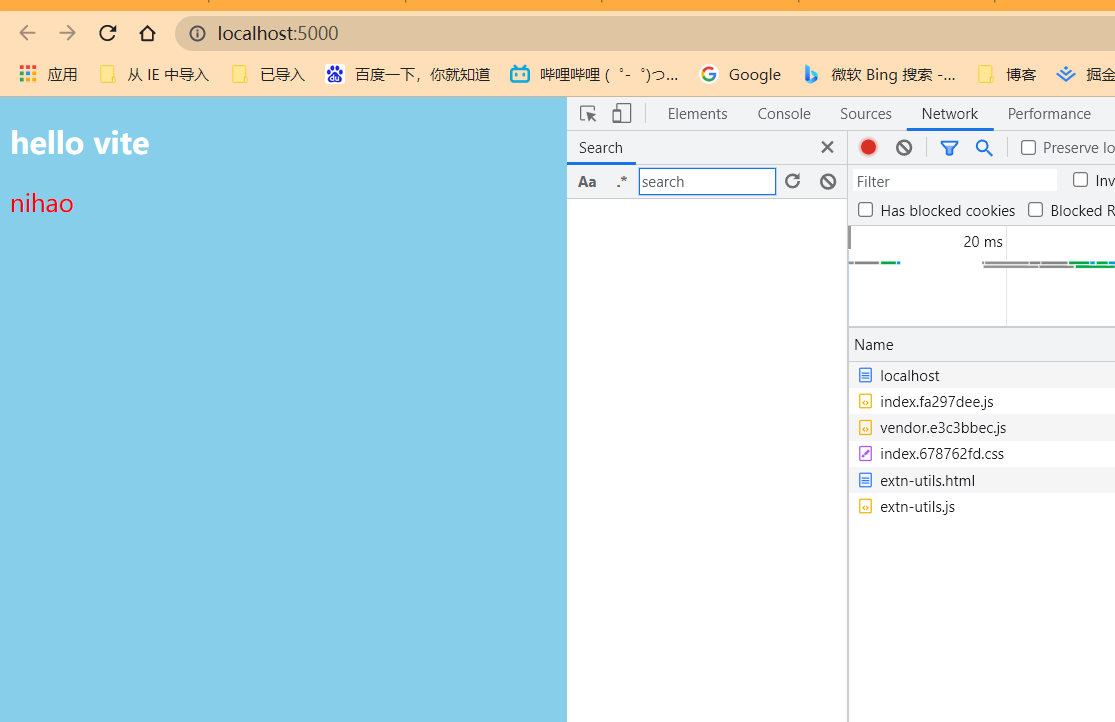 localhost:5000
应用 从 IE 中导入 已导入 百度一下，你就知道 哔哩哔哩 ( ゜- ゜)つ... Google 微软 Bing 搜索 -... 博客 掘金
hello vite
nihao
Elements Console Sources Network Performance
Search
Preserve lo
Aa .* search
Filter
Inv
Has blocked cookies Blocked R
20 ms
Name
localhost
index.fa297dee.js
vendor.e3c3bbec.js
index.678762fd.css
extn-utils.html
extn-utils.js